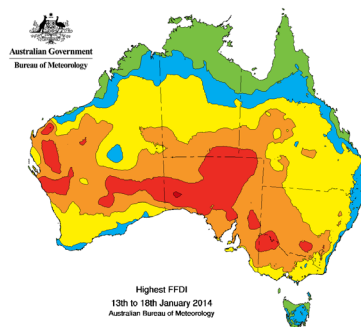 Australian Government
Bureau of Meteorology
Highest FFDI
13th to 18th January 2014
Australian Bureau of Meteorology